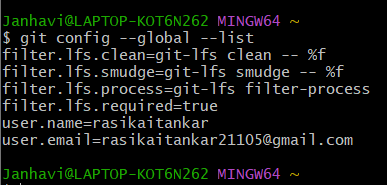 Janhavi@LAPTOP-KOT6N262 MINGW64 ~
$ git config --global --list
filter.lfs.clean=git-lfs clean -- %f
filter.lfs.smudge=git-lfs smudge -- %f
filter.lfs.process=git-lfs filter-process
filter.lfs.required=true
user.name=rasikaitankar
user.email=rasikaitankar21105@gmail.com
Janhavi@LAPTOP-KOT6N262 MINGW64 ~